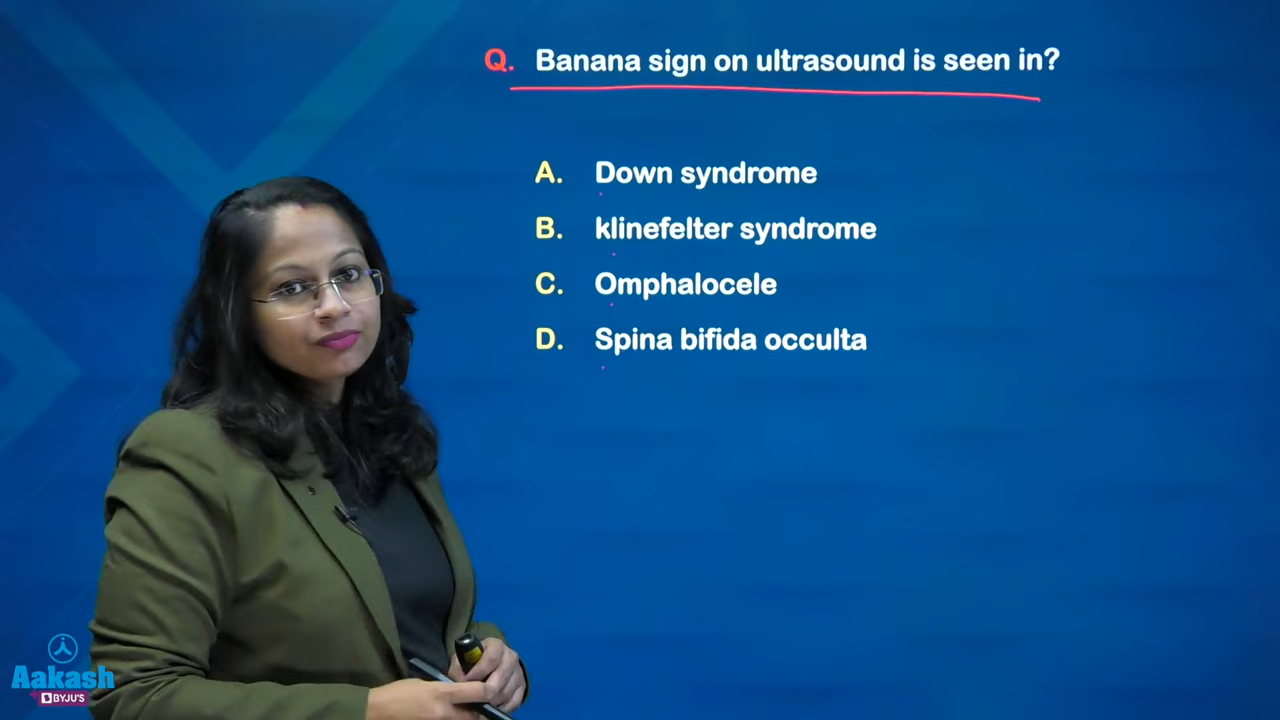 Q. Banana sign on ultrasound is seen in?
A. Down syndrome
B. klinefelter syndrome
C. Omphalocele
D. Spina bifida occulta
Aakash
BYJU'S